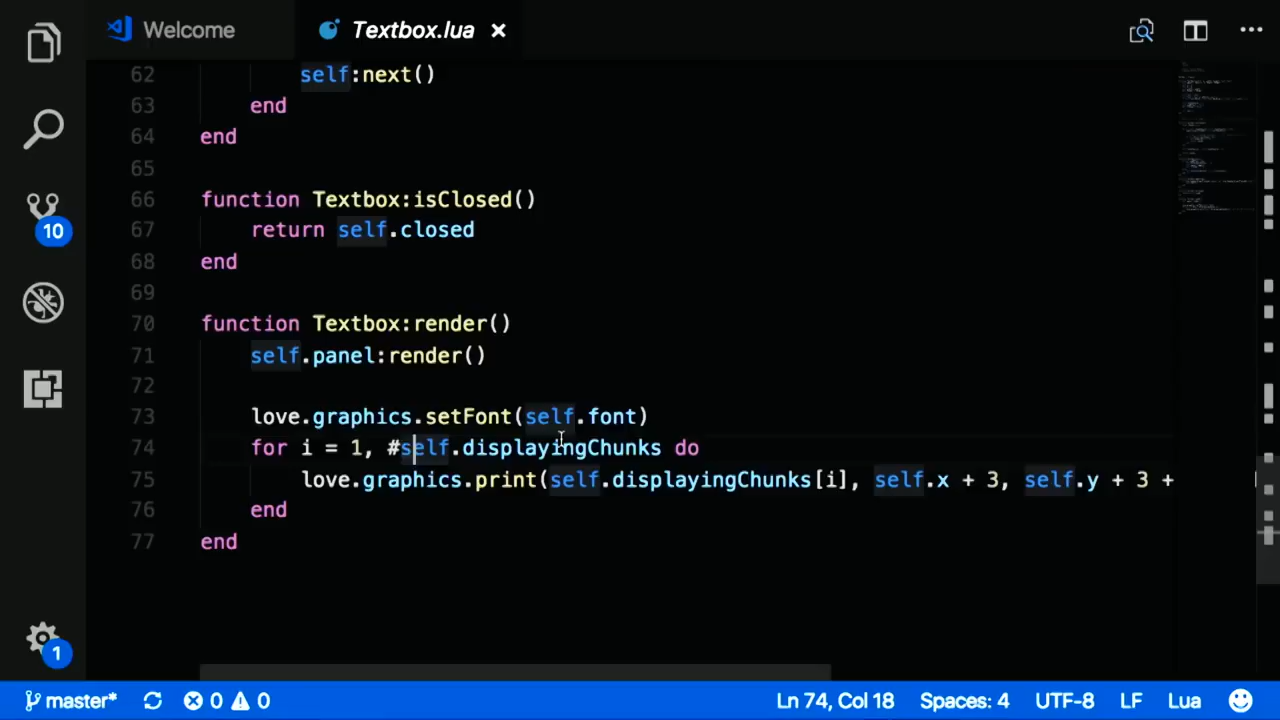 Welcome
Textbox.lua
62 self:next()
63 end
64 end
65
66 function Textbox:isClosed()
67 return self.closed
68 end
69
70 function Textbox:render()
71 self.panel:render()
72
73 love.graphics.setFont(self.font)
74 for i = 1, #self.displayingChunks do
75 love.graphics.print(self.displayingChunks[i], self.x + 3, self.y + 3 +
76 end
77 end
10
1
master* 0 0 Ln 74, Col 18 Spaces: 4 UTF-8 LF Lua